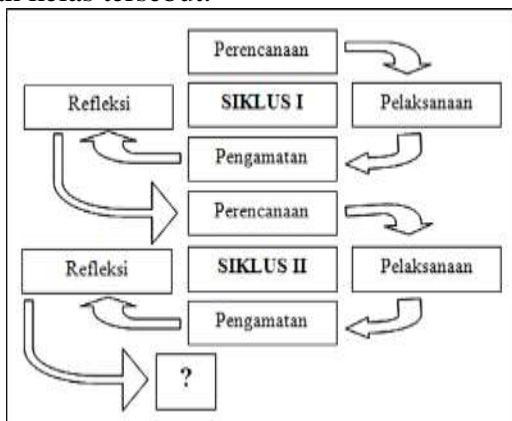 Perencanaan
Refleksi
SIKLUS I
Pelaksanaan
Pengamatan
Perencanaan
Refleksi
SIKLUS II
Pelaksanaan
Pengamatan
?